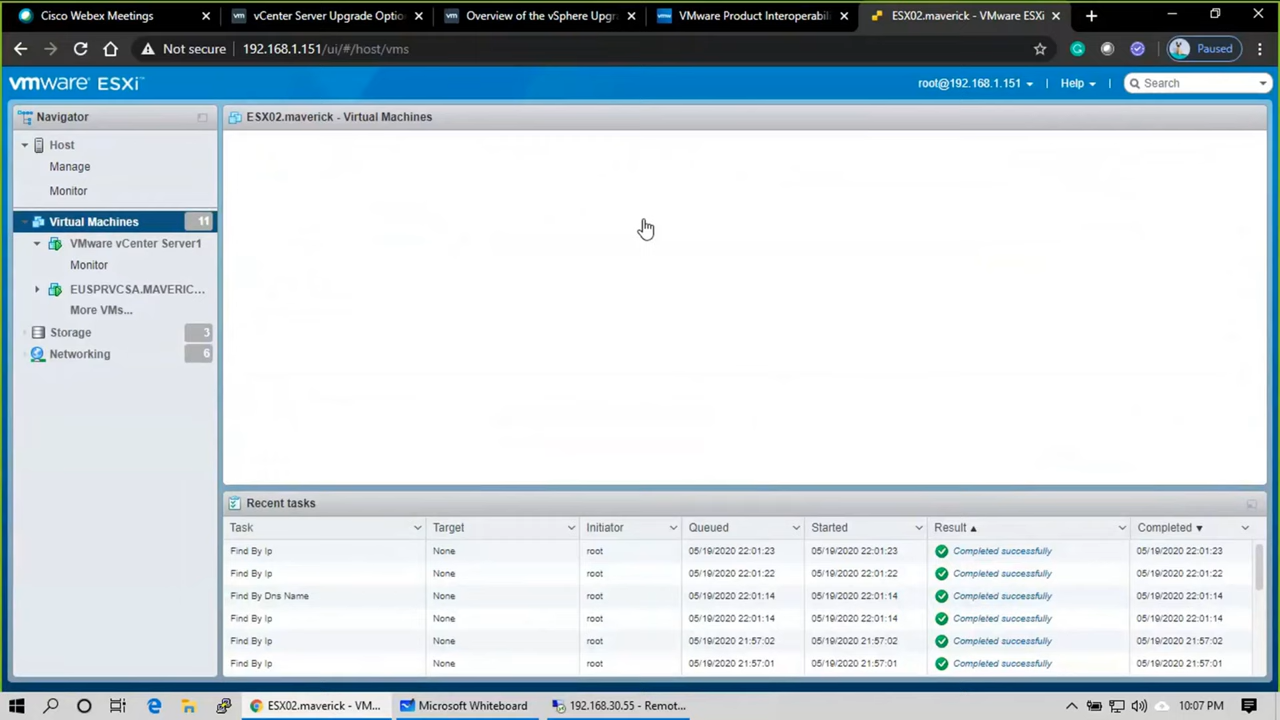 Cisco Webex Meetings
vCenter Server Upgrade Optio
Overview of the vSphere Upgr
VMware Product Interoperabil
ESX02.maverick - VMware ESXi
Not secure 192.168.1.151/ui/#/host/vms
Paused
vmware ESXi™
root@192.168.1.151 | Help | Search
Navigator
Host
Manage
Monitor
Virtual Machines 11
VMware vCenter Server1
Monitor
EUSPRVCSA.MAVERIC...
More VMs...
Storage 3
Networking 6
ESX02.maverick - Virtual Machines
Recent tasks
Task Target Initiator Queued Started Result Completed
Find By Ip None root 05/19/2020 22:01:23 05/19/2020 22:01:23 Completed successfully 05/19/2020 22:01:23
Find By Ip None root 05/19/2020 22:01:22 05/19/2020 22:01:22 Completed successfully 05/19/2020 22:01:22
Find By Dns Name None root 05/19/2020 22:01:14 05/19/2020 22:01:14 Completed successfully 05/19/2020 22:01:14
Find By Ip None root 05/19/2020 22:01:14 05/19/2020 22:01:14 Completed successfully 05/19/2020 22:01:14
Find By Ip None root 05/19/2020 21:57:02 05/19/2020 21:57:02 Completed successfully 05/19/2020 21:57:02
Find By Ip None root 05/19/2020 21:57:01 05/19/2020 21:57:01 Completed successfully 05/19/2020 21:57:01
ESX02.maverick - VM...
Microsoft Whiteboard
192.168.30.55 - Remot...
10:07 PM